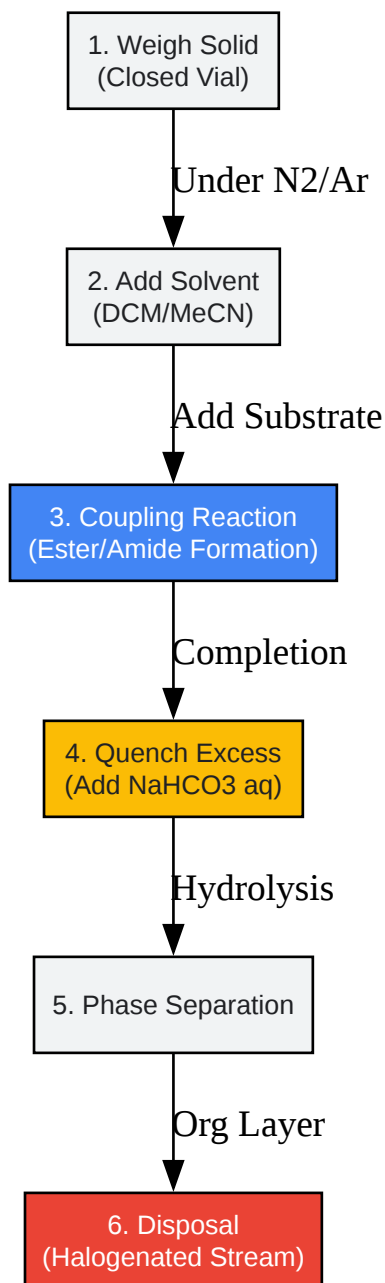 1. Weigh Solid
(Closed Vial)
Under N2/Ar
2. Add Solvent
(DCM/MeCN)
Add Substrate
3. Coupling Reaction
(Ester/Amide Formation)
Completion
4. Quench Excess
(Add NaHCO3 aq)
Hydrolysis
5. Phase Separation
Org Layer
6. Disposal
(Halogenated Stream)